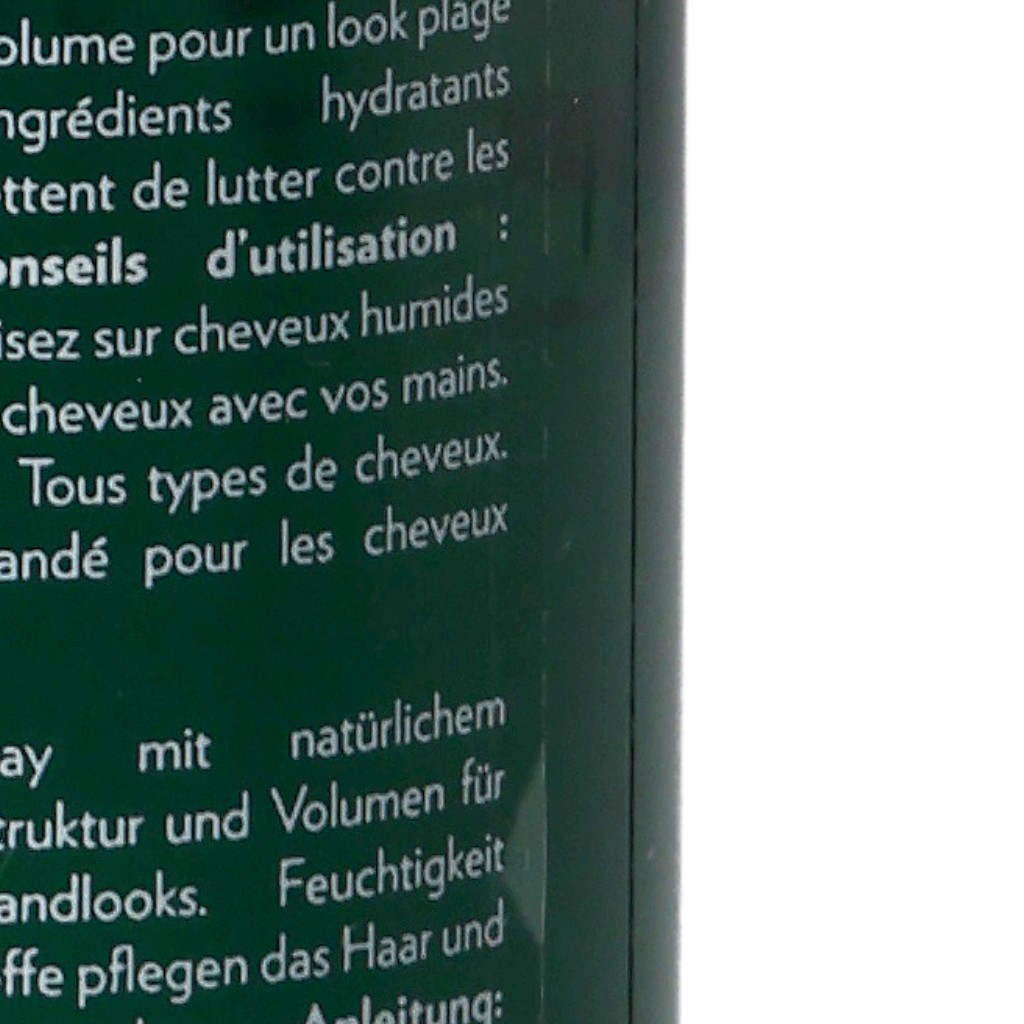 olume pour un look plage
ngrédients hydratants
ttent de lutter contre les
onseils d'utilisation :
isez sur cheveux humides
cheveux avec vos mains.
Tous types de cheveux.
andé pour les cheveux
ay mit natürlichem
truktur und Volumen für
andlooks. Feuchtigkeit
offe pflegen das Haar und
Anleitung: